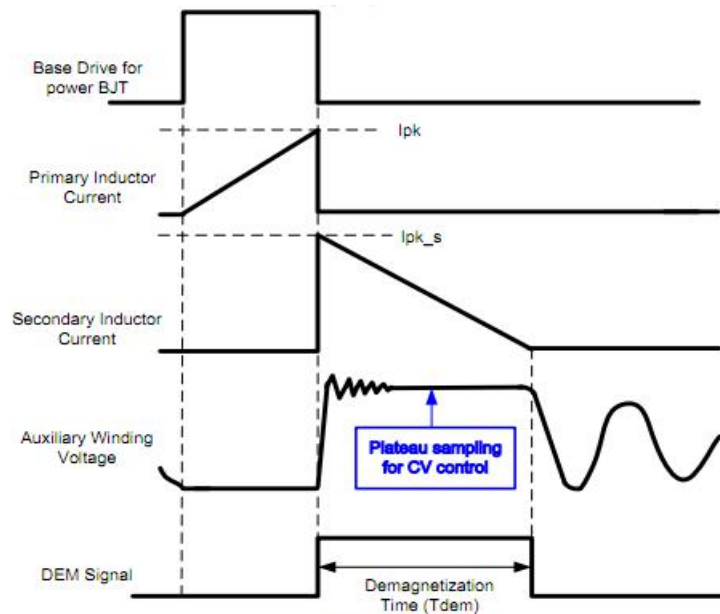 Base Drive for
power BJT
Ipk
Primary Inductor
Current
Ipk_s
Secondary Inductor
Current
Auxiliary Winding
Voltage
Plateau sampling
for CV control
DEM Signal
Demagnetization
Time (Tdem)